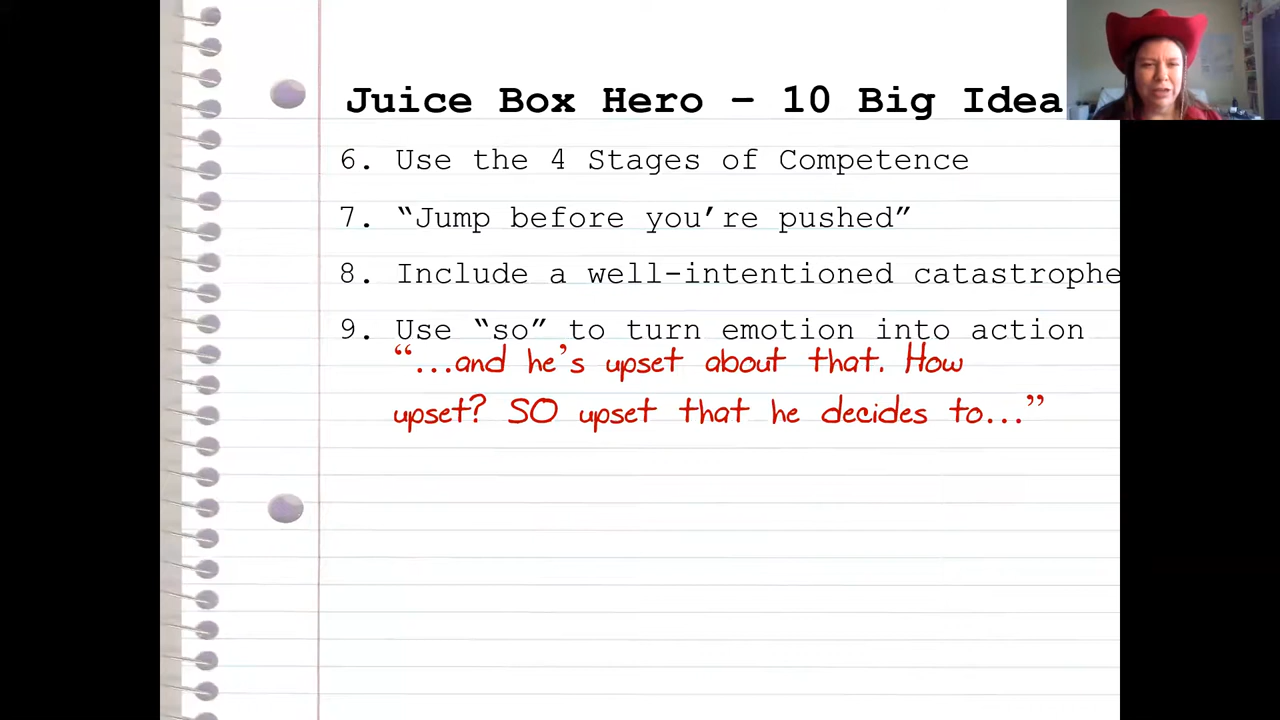 Juice Box Hero – 10 Big Idea
6. Use the 4 Stages of Competence
7. “Jump before you’re pushed”
8. Include a well-intentioned catastrophe
9. Use “so” to turn emotion into action
“...and he’s upset about that. How
upset? SO upset that he decides to...”